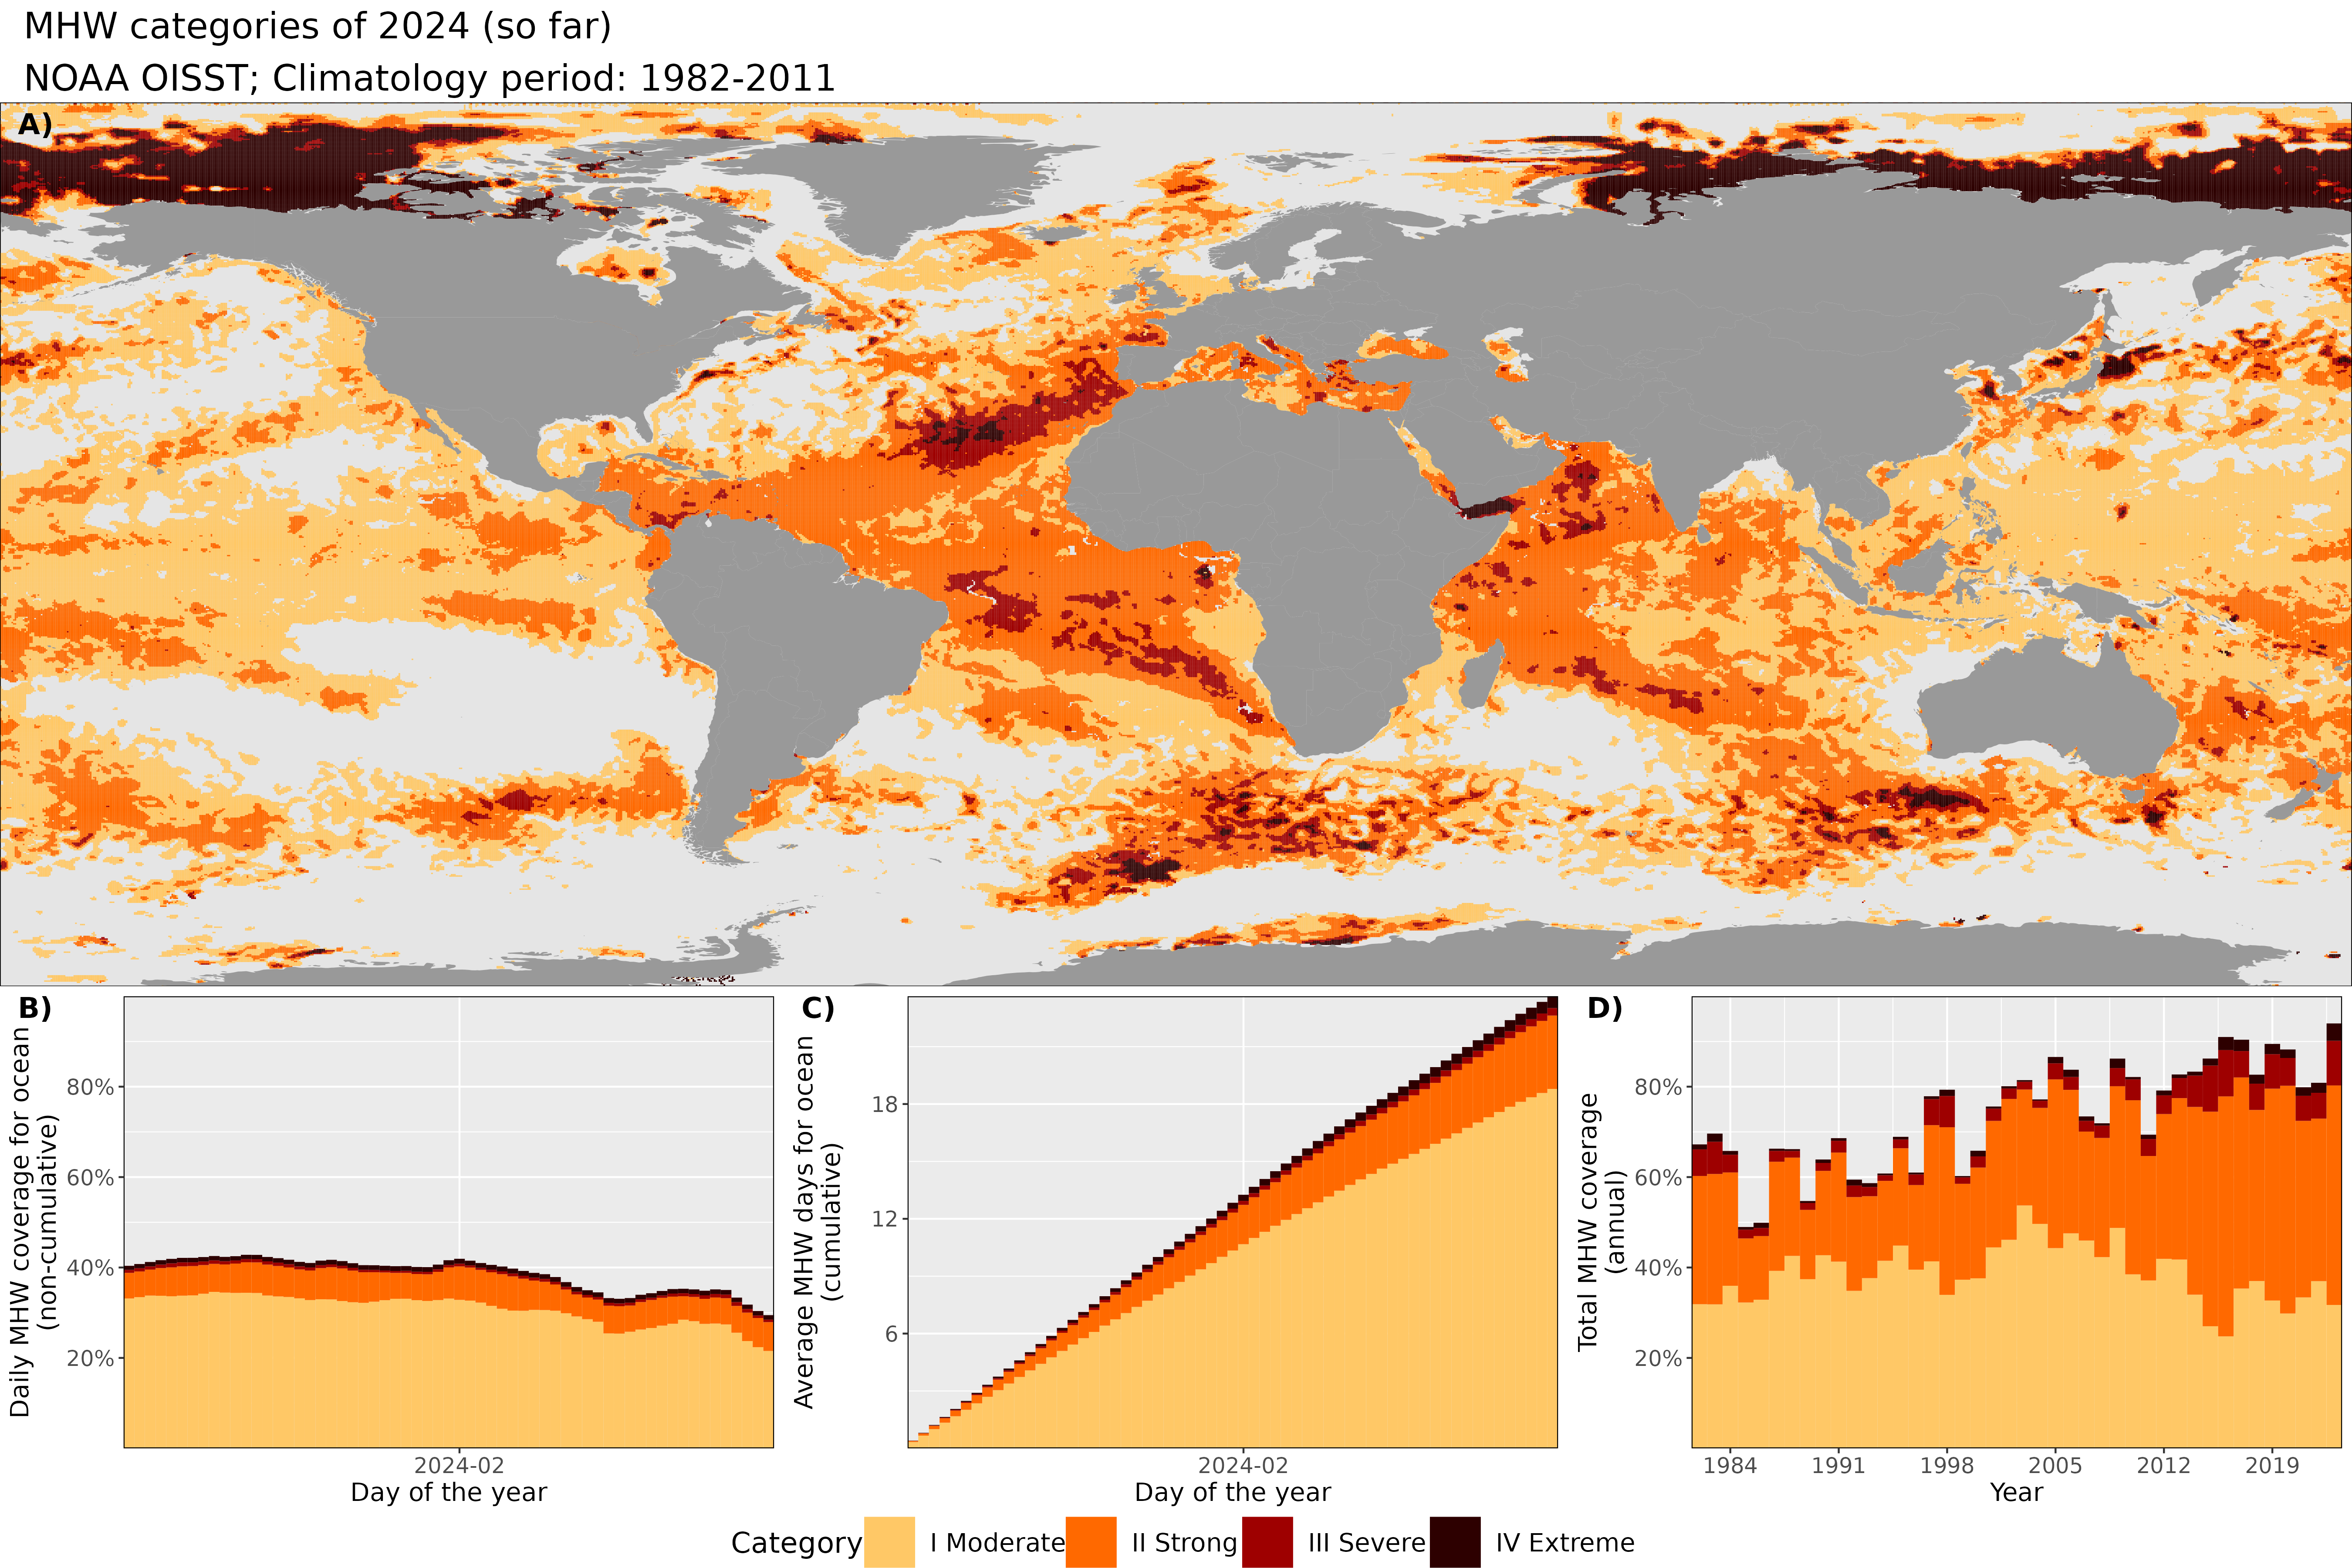 MHW categories of 2024 (so far)
NOAA OISST; Climatology period: 1982-2011
A)
B)
Daily MHW coverage for ocean
(non-cumulative)
80%
60%
40%
20%
2024-02
Day of the year
C)
Average MHW days for ocean
(cumulative)
18
12
6
2024-02
Day of the year
D)
Total MHW coverage
(annual)
80%
60%
40%
20%
1984 1991 1998 2005 2012 2019
Year
Category I Moderate II Strong III Severe IV Extreme